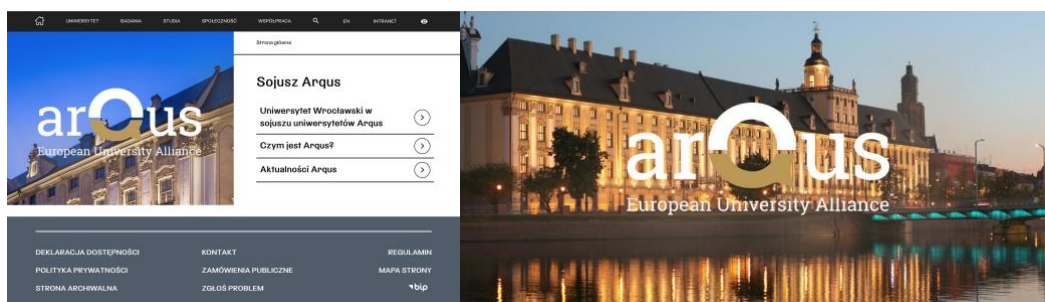 UNIWERSYTET BADANIA STUDIA SPOŁECZNOŚĆ WSPÓŁPRACA EN INTRANET
Strona główna
arQus
European University Alliance
Sojusz Arqus
Uniwersytet Wrocławski w
sojuszu uniwersytetów Arqus
Czym jest Arqus?
Aktualności Arqus
DEKLARACJA DOSTĘPNOŚCI KONTAKT REGULAMIN
POLITYKA PRYWATNOŚCI ZAMÓWIENIA PUBLICZNE MAPA STRONY
STRONA ARCHIWALNA ZGŁOŚ PROBLEM bip
arQus
European University Alliance